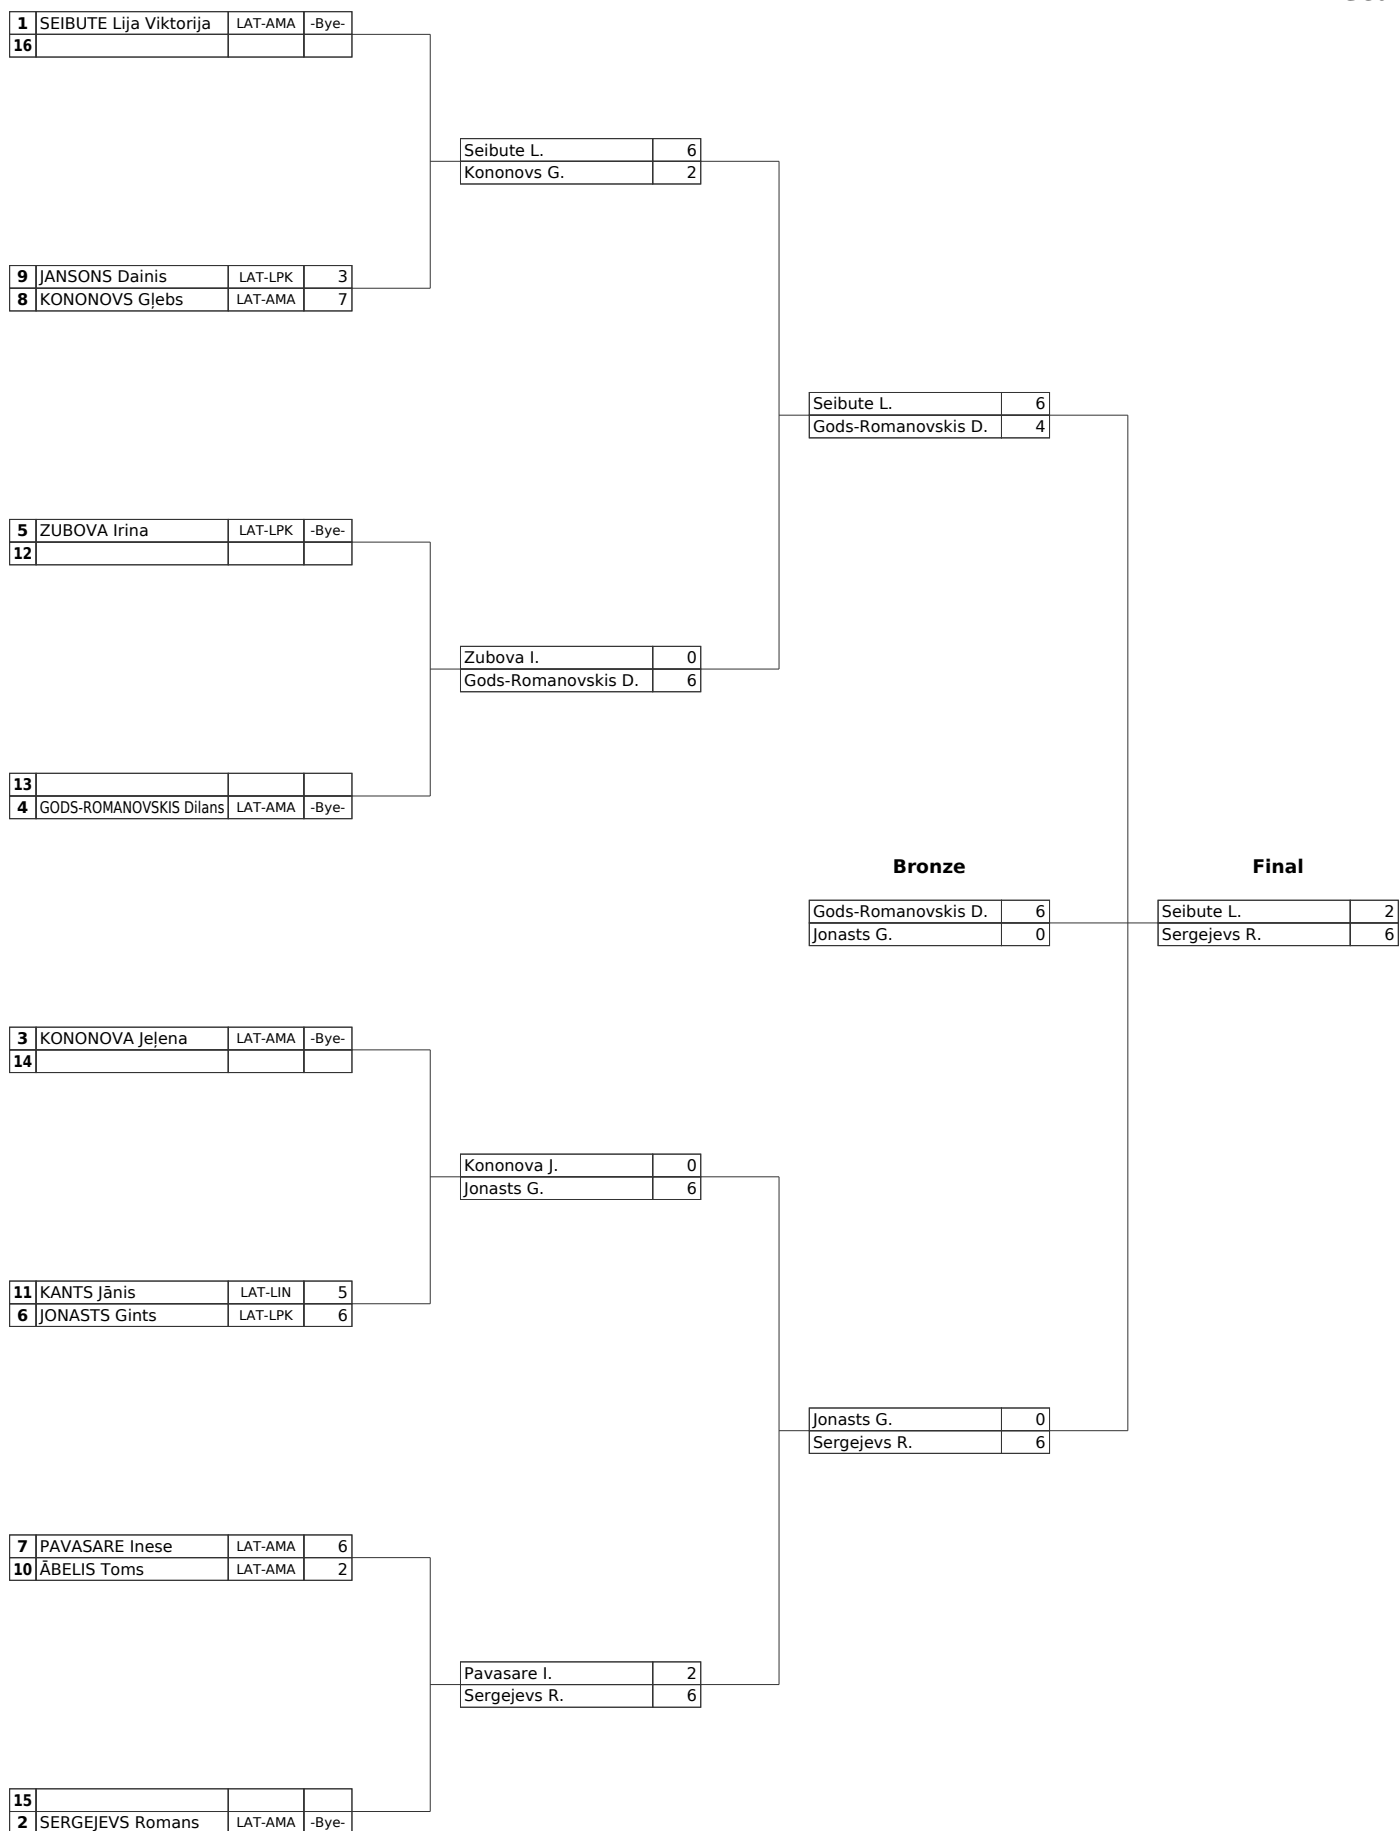 1 SEIBUTE Lija Viktorija LAT-AMA -Bye-
16
Seibute L. 6
Kononovs G. 2
9 JANSONS Dainis LAT-LPK 3
8 KONONOVS Gļebs LAT-AMA 7
Seibute L. 6
Gods-Romanovskis D. 4
5 ZUBOVA Irina LAT-LPK -Bye-
12
Zubova I. 0
Gods-Romanovskis D. 6
13
4 GODS-ROMANOVSKIS Dilans LAT-AMA -Bye-
Bronze
Final
Gods-Romanovskis D. 6
Jonasts G. 0
Seibute L. 2
Sergejevs R. 6
3 KONONOVA Jeļena LAT-AMA -Bye-
14
Kononova J. 0
Jonasts G. 6
11 KANTS Jānis LAT-LIN 5
6 JONASTS Gints LAT-LPK 6
Jonasts G. 0
Sergejevs R. 6
7 PAVASARE Inese LAT-AMA 6
10 ĀBELIS Toms LAT-AMA 2
Pavasare I. 2
Sergejevs R. 6
15
2 SERGEJEVS Romans LAT-AMA -Bye-